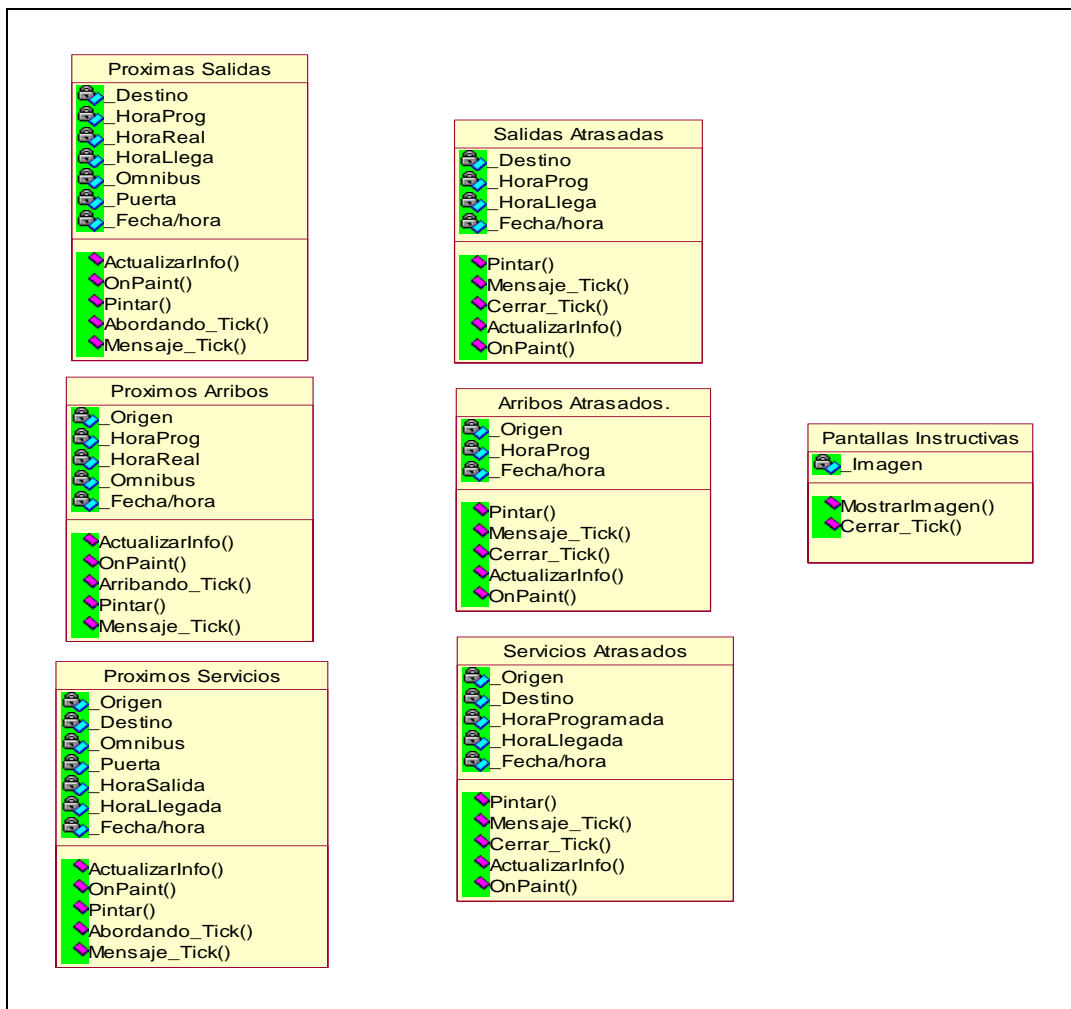 Proximas Salidas
_Destino
_HoraProg
_HoraReal
_HoraLlega
_Omnibus
_Puerta
_Fecha/hora
ActualizarInfo()
OnPaint()
Pintar()
Abordando_Tick()
Mensaje_Tick()
Proximos Arribos
_Origen
_HoraProg
_HoraReal
_Omnibus
_Fecha/hora
ActualizarInfo()
OnPaint()
Arribando_Tick()
Pintar()
Mensaje_Tick()
Proximos Servicios
_Origen
_Destino
_Omnibus
_Puerta
_HoraSalida
_HoraLlegada
_Fecha/hora
ActualizarInfo()
OnPaint()
Pintar()
Abordando_Tick()
Mensaje_Tick()
Salidas Atrasadas
_Destino
_HoraProg
_HoraLlega
_Fecha/hora
Pintar()
Mensaje_Tick()
Cerrar_Tick()
ActualizarInfo()
OnPaint()
Arribos Atrasados.
_Origen
_HoraProg
_Fecha/hora
Pintar()
Mensaje_Tick()
Cerrar_Tick()
ActualizarInfo()
OnPaint()
Servicios Atrasados
_Origen
_Destino
_HoraProgramada
_HoraLlegada
_Fecha/hora
Pintar()
Mensaje_Tick()
Cerrar_Tick()
ActualizarInfo()
OnPaint()
Pantallas Instructivas
_Imagen
MostrarImagen()
Cerrar_Tick()